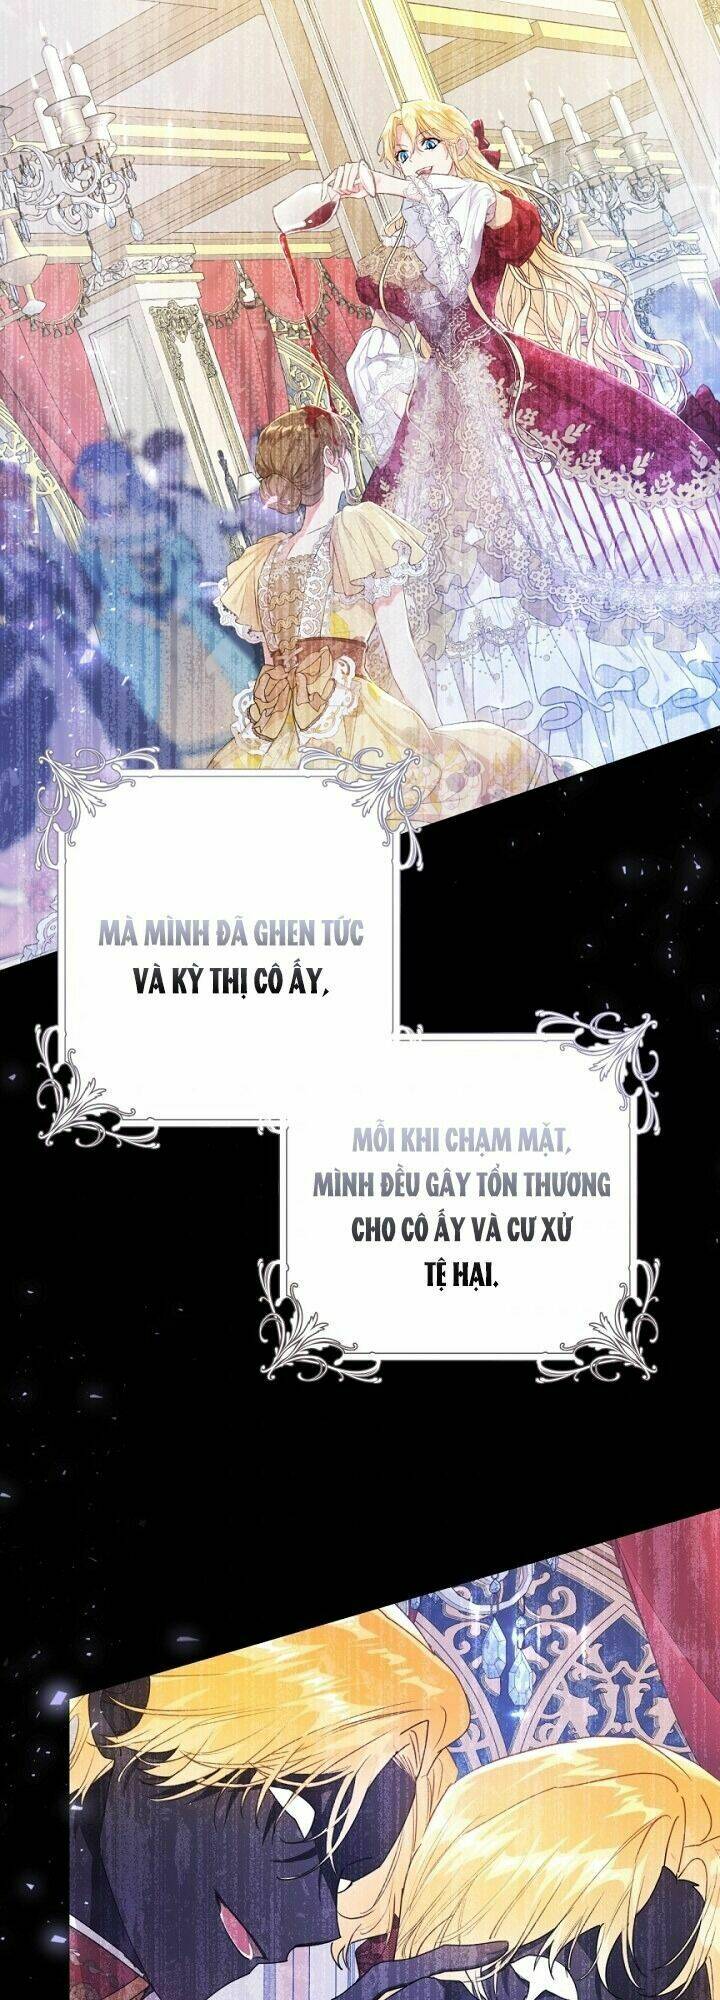 MÀ MÌNH ĐÃ GHEN TỨC
VÀ KỲ THỊ CÔ ẤY,
MỖI KHI CHẠM MẶT,
MÌNH ĐỀU GÂY TỔN THƯƠNG
CHO CÔ ẤY VÀ CƯ XỬ
TỆ HẠI.